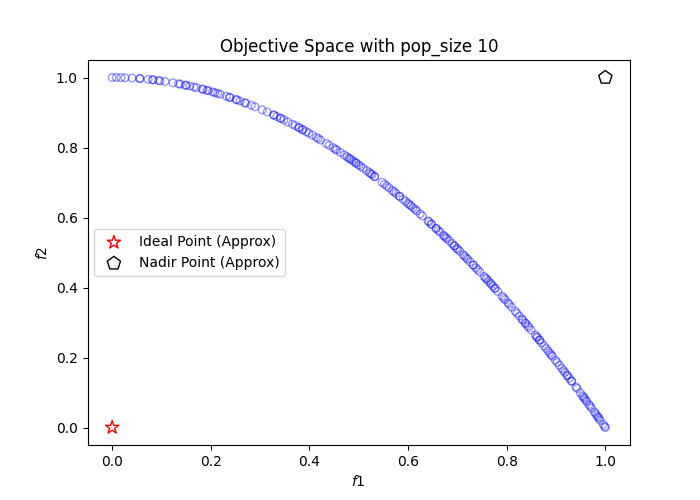 Objective Space with pop_size 10
f2
1.0
0.8
0.6
0.4
0.2
0.0
Ideal Point (Approx)
Nadir Point (Approx)
0.0 0.2 0.4 0.6 0.8 1.0
f1